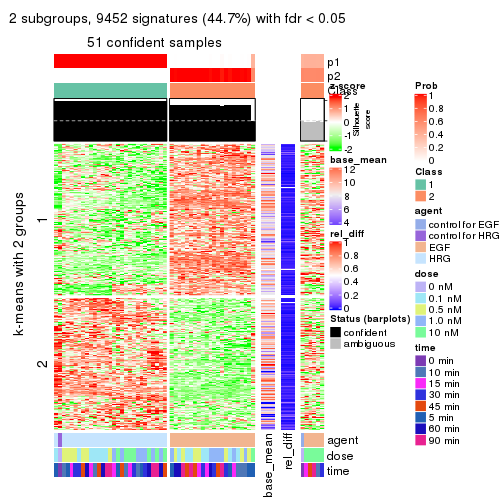 2 subgroups, 9452 signatures (44.7%) with fdr < 0.05
51 confident samples
p1
p2
Class
Silhouette
score
k-means with 2 groups
1
2
agent
dose
time
base_mean
rel_diff
z-score
2
1
0
-1
-2
base_mean
12
10
8
6
4
rel_diff
1
0.8
0.6
0.4
0.2
0
Status (barplots)
confident
ambiguous
Prob
1
0.8
0.6
0.4
0.2
0
Class
1
2
agent
control for EGF
control for HRG
EGF
HRG
dose
0 nM
0.1 nM
0.5 nM
1.0 nM
10 nM
time
0 min
10 min
15 min
30 min
45 min
5 min
60 min
90 min